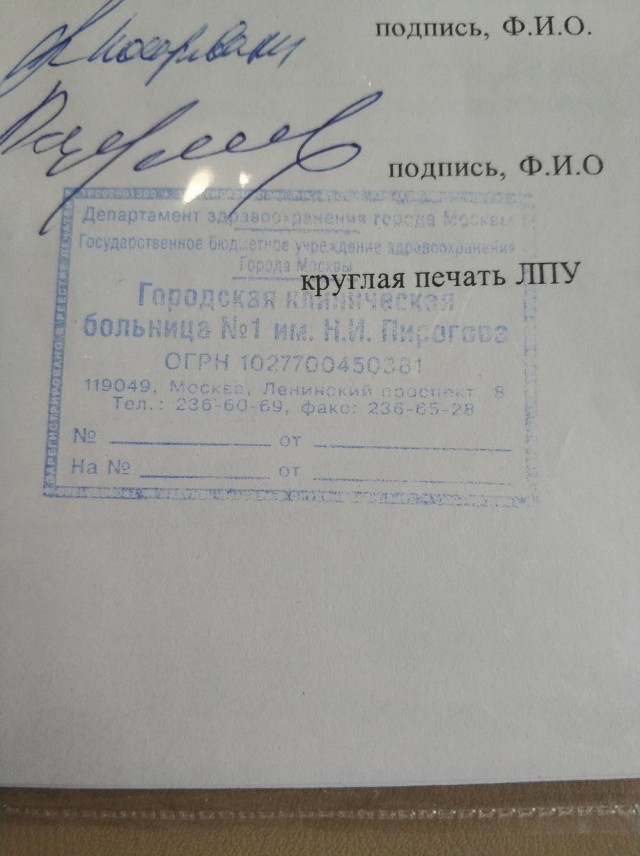 подпись, Ф.И.О.
подпись, Ф.И.О
Департамент здравоохранения города Москвы
Государственное бюджетное учреждение здравоохранения
Города Москвы
круглая печать ЛПУ
Городская клиническая
больница №1 им. Н.И. Пирогова
ОГРН 1027700450381
119049, Москва, Ленинский проспект 8
Тел.: 236-60-69, факс: 236-65-28
№ от
На № от